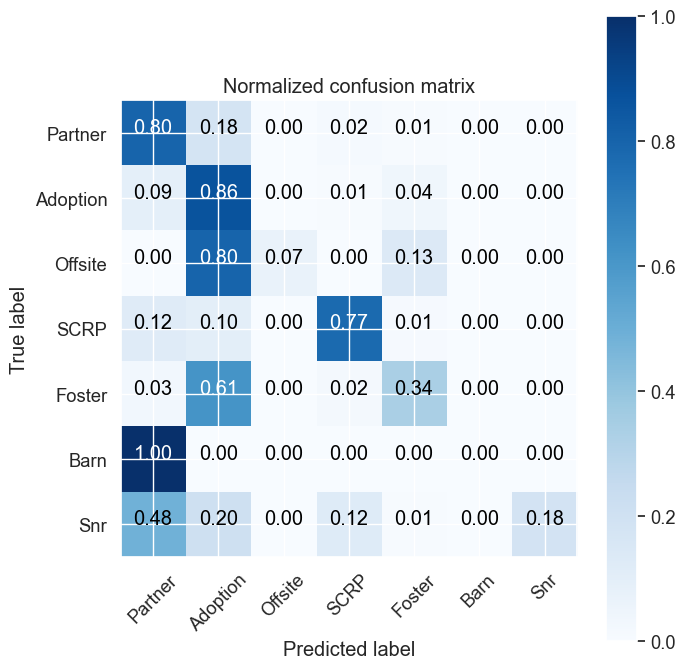 Normalized confusion matrix
True label
Partner 0.80 0.18 0.00 0.02 0.01 0.00 0.00
Adoption 0.09 0.86 0.00 0.01 0.04 0.00 0.00
Offsite 0.00 0.80 0.07 0.00 0.13 0.00 0.00
SCRP 0.12 0.10 0.00 0.77 0.01 0.00 0.00
Foster 0.03 0.61 0.00 0.02 0.34 0.00 0.00
Barn 1.00 0.00 0.00 0.00 0.00 0.00 0.00
Snr 0.48 0.20 0.00 0.12 0.01 0.00 0.18
Partner Adoption Offsite SCRP Foster Barn Snr
Predicted label
1.0
0.8
0.6
0.4
0.2
0.0